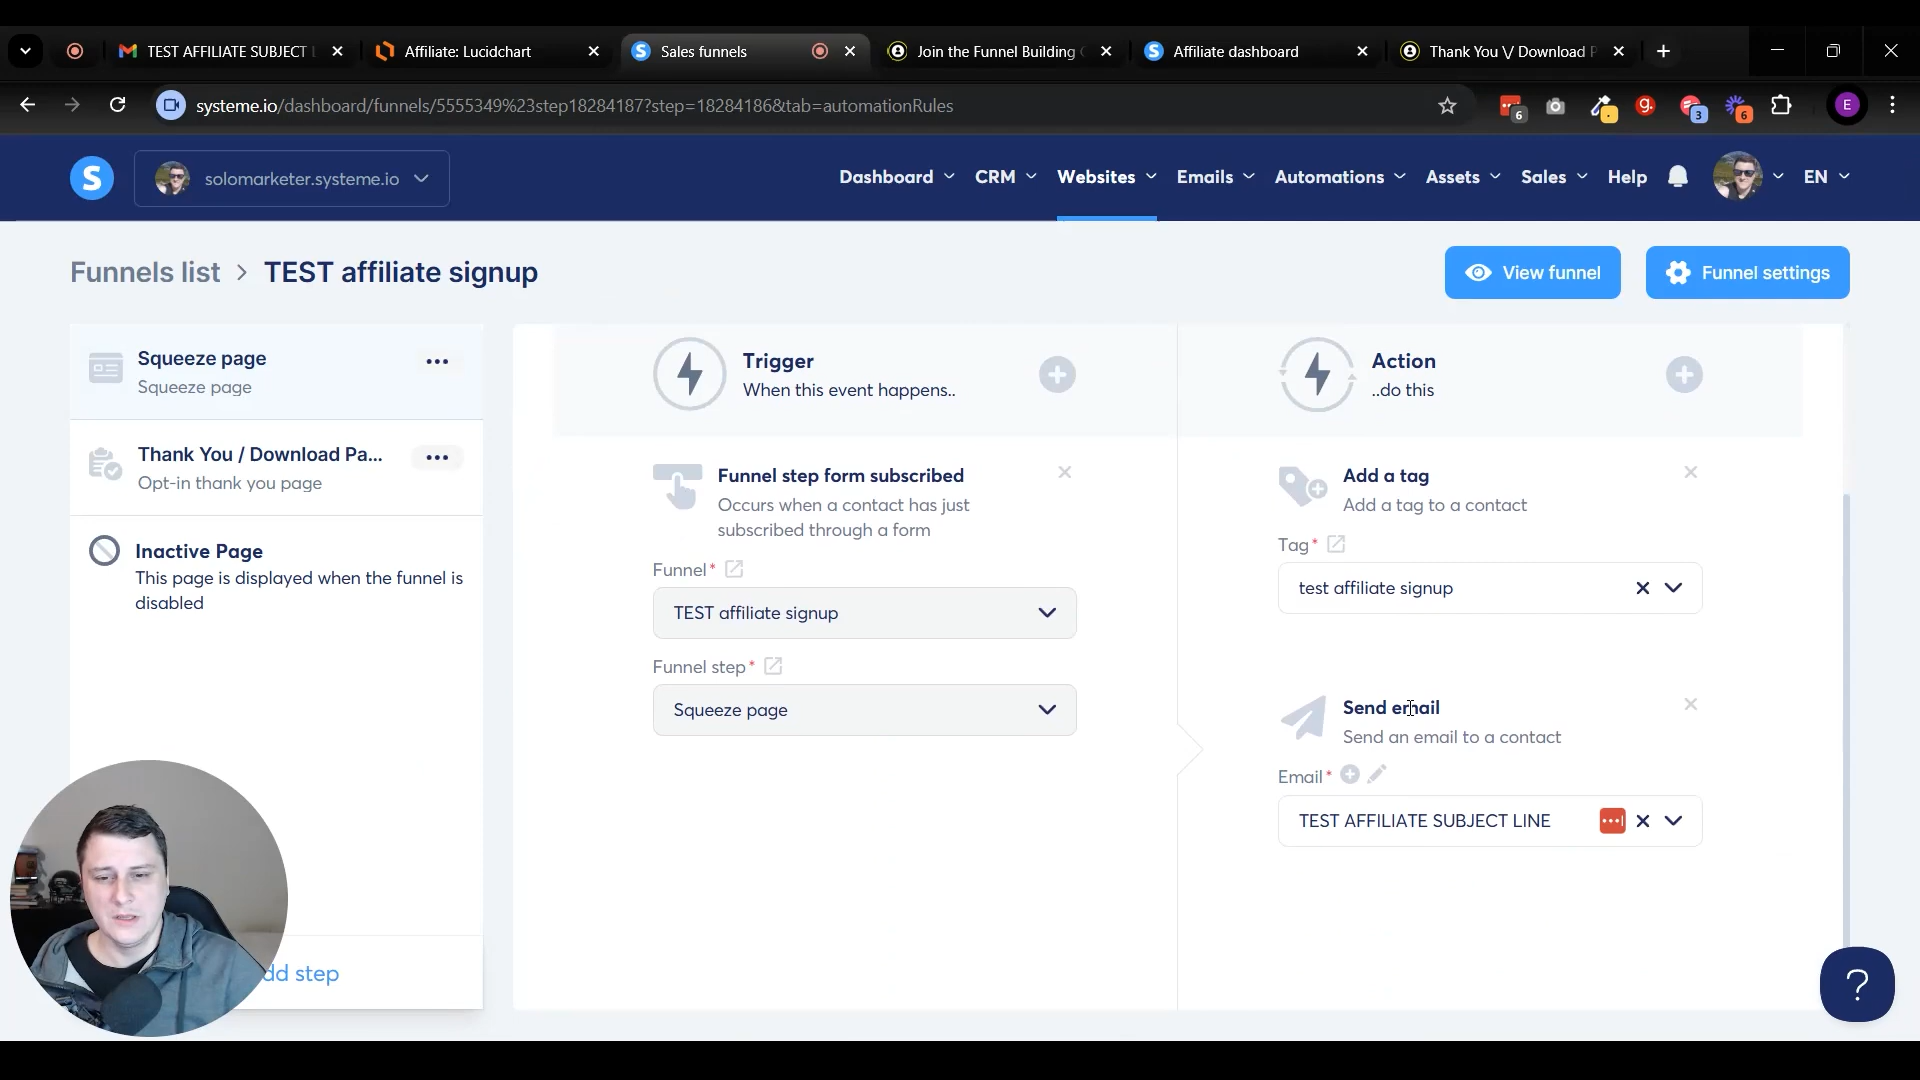 TEST AFFILIATE SUBJECT L
Affiliate: Lucidchart
Sales funnels
Join the Funnel Building
Affiliate dashboard
Thank You \/ Download P
systeme.io/dashboard/funnels/5555349%23step18284187?step=18284186&tab=automationRules
6
g.
3
6
E
S
solomarketer.systeme.io
Dashboard
CRM
Websites
Emails
Automations
Assets
Sales
Help
EN
Funnels list > TEST affiliate signup
View funnel
Funnel settings
Squeeze page
Squeeze page
Thank You / Download Pa...
Opt-in thank you page
Inactive Page
This page is displayed when the funnel is
disabled
dd step
Trigger
When this event happens..
Funnel step form subscribed
Occurs when a contact has just
subscribed through a form
Funnel*
TEST affiliate signup
Funnel step*
Squeeze page
Action
..do this
Add a tag
Add a tag to a contact
Tag*
test affiliate signup
Send email
Send an email to a contact
Email*
TEST AFFILIATE SUBJECT LINE
?